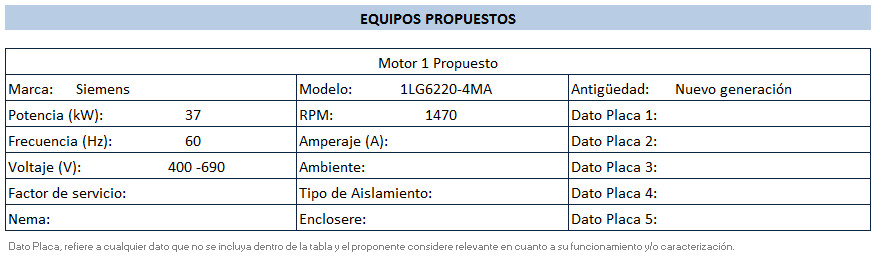 EQUIPOS PROPUESTOS
Motor 1 Propuesto
Marca: Siemens Modelo: 1LG6220-4MA Antigüedad: Nuevo generación
Potencia (kW): 37 RPM: 1470 Dato Placa 1:
Frecuencia (Hz): 60 Amperaje (A): Dato Placa 2:
Voltaje (V): 400 -690 Ambiente: Dato Placa 3:
Factor de servicio: Tipo de Aislamiento: Dato Placa 4:
Nema: Enclosere: Dato Placa 5:
Dato Placa, refiere a cualquier dato que no se incluya dentro de la tabla y el proponente considere relevante en cuanto a su funcionamiento y/o caracterización.